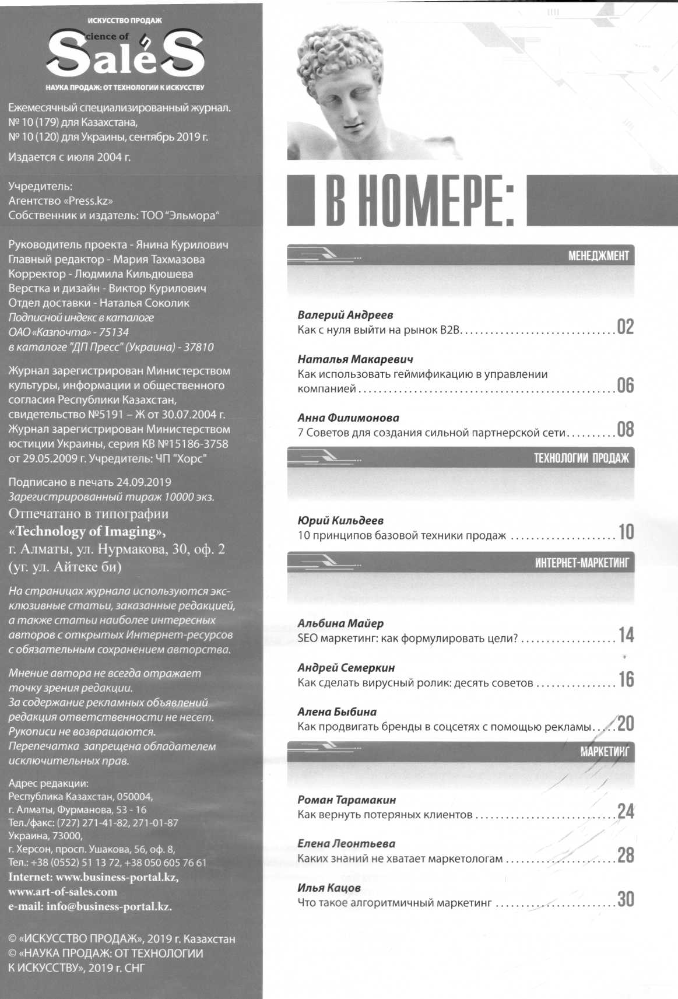 ИСКУССТВО ПРОДАЖ
Science of
SaleS
НАУКА ПРОДАЖ: ОТ ТЕХНОЛОГИИ К ИСКУССТВУ
Ежемесячный специализированный журнал.
№ 10 (179) для Казахстана,
№ 10 (120) для Украины, сентябрь 2019 г.
Издается с июля 2004 г.
Учредитель:
Агентство «Press.kz»
Собственник и издатель: ТОО “Эльмора“
Руководитель проекта - Янина Курилович
Главный редактор - Мария Тахмазова
Корректор - Людмила Кильдюшева
Верстка и дизайн - Виктор Курилович
Отдел доставки - Наталья Соколик
Подписной индекс в каталоге
ОАО «Казпочта» - 75134
в каталоге "ДП Пресс" (Украина) - 37810
Журнал зарегистрирован Министерством
культуры, информации и общественного
согласия Республики Казахстан,
свидетельство №5191 – Ж от 30.07.2004 г.
Журнал зарегистрирован Министерством
юстиции Украины, серия КВ №15186-3758
от 29.05.2009 г. Учредитель: ЧП "Хорс"
Подписано в печать 24.09.2019
Зарегистрированный тираж 10000 экз.
Отпечатано в типографии
«Technology of Imaging»,
г. Алматы, ул. Нурмакова, 30, оф. 2
(уг. ул. Айтеке би)
На страницах журнала используются экс-
клюзивные статьи, заказанные редакцией,
а также статьи наиболее интересных
авторов с открытых Интернет-ресурсов
с обязательным сохранением авторства.
Мнение автора не всегда отражает
точку зрения редакции.
За содержание рекламных объявлений
редакция ответственности не несет.
Рукописи не возвращаются.
Перепечатка запрещена обладателем
исключительных прав.
Адрес редакции:
Республика Казахстан, 050004,
г. Алматы, Фурманова, 53 - 16
Тел./факс: (727) 271-41-82, 271-01-87
Украина, 73000,
г. Херсон, просп. Ушакова, 56, оф. 8,
Тел.: +38 (0552) 51 13 72, +38 050 605 76 61
Internet: www.business-portal.kz,
www.art-of-sales.com
e-mail: info@business-portal.kz.
© «ИСКУССТВО ПРОДАЖ», 2019 г. Казахстан
© «НАУКА ПРОДАЖ: ОТ ТЕХНОЛОГИИ
К ИСКУССТВУ», 2019 г. СНГ
В НОМЕРЕ:
МЕНЕДЖМЕНТ
Валерий Андреев
Как с нуля выйти на рынок B2B............................... 02
Наталья Макаревич
Как использовать геймификацию в управлении
компанией.................................................. 06
Анна Филимонова
7 Советов для создания сильной партнерской сети.......... 08
ТЕХНОЛОГИИ ПРОДАЖ
Юрий Кильдеев
10 принципов базовой техники продаж ..................... 10
ИНТЕРНЕТ-МАРКЕТИНГ
Альбина Майер
SEO маркетинг: как формулировать цели? ................... 14
Андрей Семеркин
Как сделать вирусный ролик: десять советов ................ 16
Алена Быбина
Как продвигать бренды в соцсетях с помощью рекламы..... 20
МАРКЕТИНГ
Роман Тарамакин
Как вернуть потеряных клиентов ............................ 24
Елена Леонтьева
Каких знаний не хватает маркетологам ...................... 28
Илья Кацов
Что такое алгоритмичный маркетинг ........................ 30